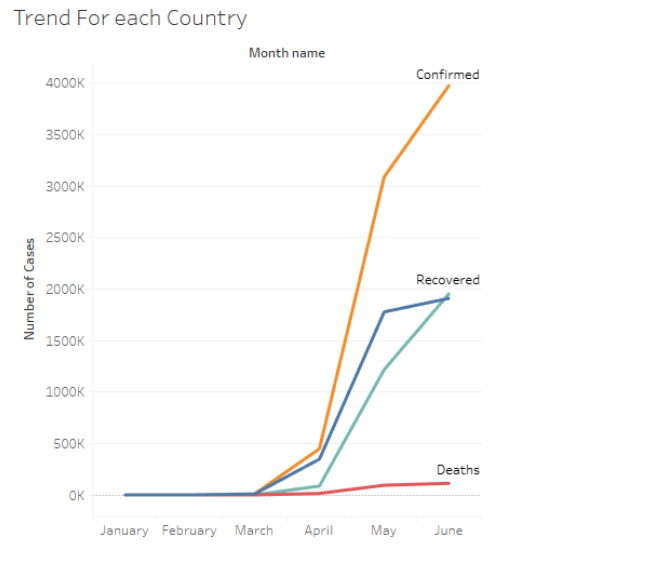 Trend For each Country
Month name
Confirmed
4000K
3500K
3000K
2500K
Recovered
2000K
1500K
1000K
500K
Deaths
0K
Number of Cases
January February March April May June